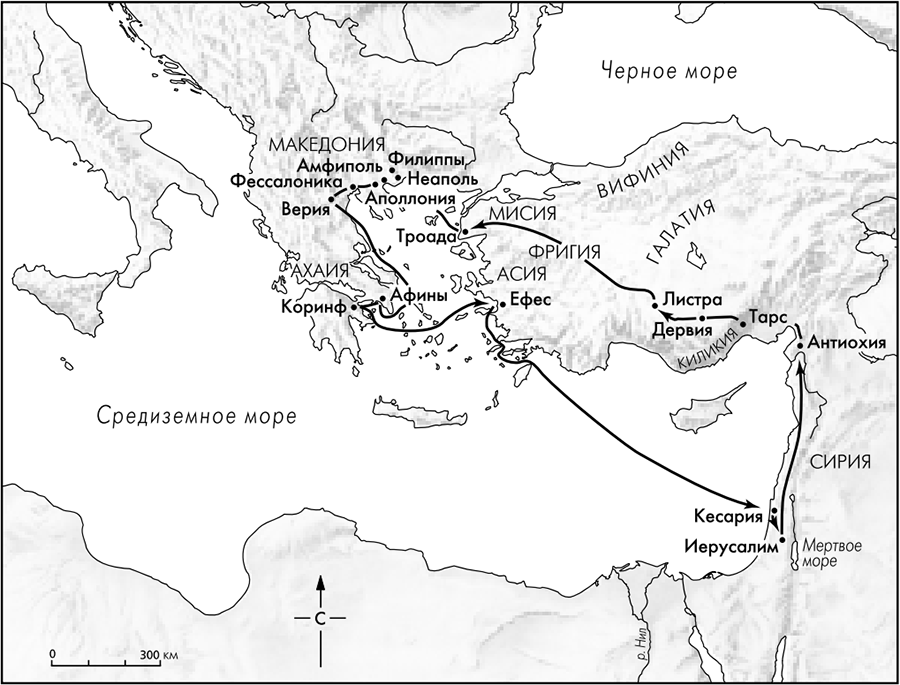 Черное море
МАКЕДОНИЯ
Амфиполь
Филиппы,
Фессалоника
Неаполь
Аполлония
Верия
ВИФИНИЯ
МИСИЯ
ГАЛАТИЯ
Троада
ФРИГИЯ
АХАИЯ
АСИЯ
Афины
Ефес
Коринф
Листра
Тарс
Дервия
КИЛИКИЯ
Антиохия
Средиземное море
СИРИЯ
Кесария
Иерусалим
Мертвое
море
С
р. Нил
0 300 км